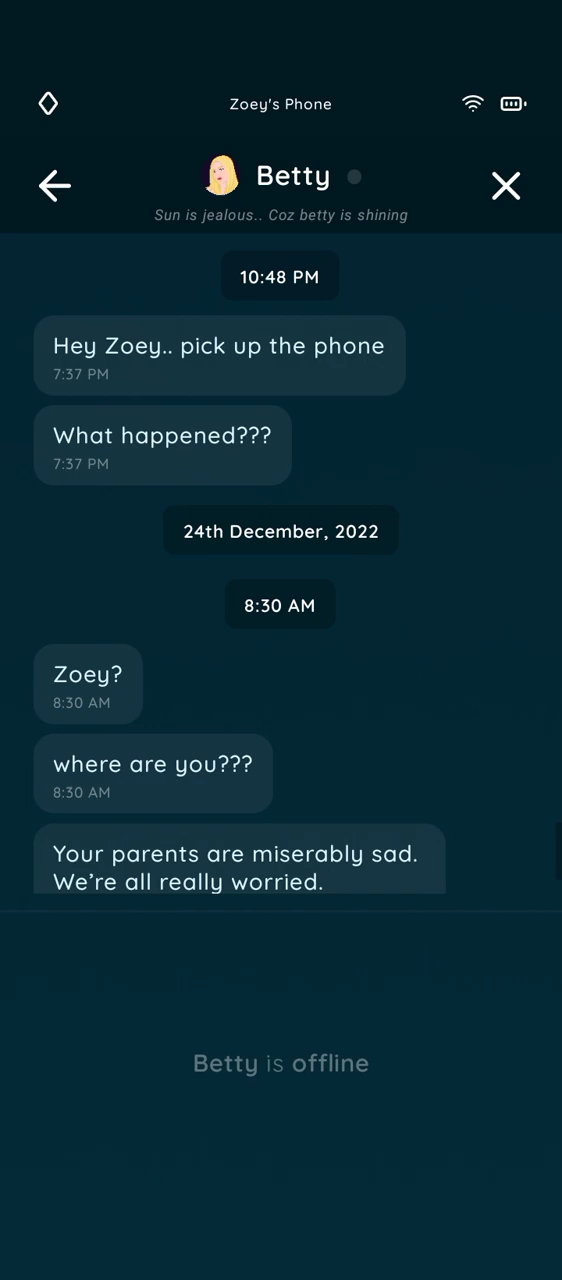 Zoey's Phone
Betty
Sun is jealous.. Coz betty is shining
10:48 PM
Hey Zoey.. pick up the phone
7:37 PM
What happened???
7:37 PM
24th December, 2022
8:30 AM
Zoey?
8:30 AM
where are you???
8:30 AM
Your parents are miserably sad.
We’re all really worried.
Betty is offline